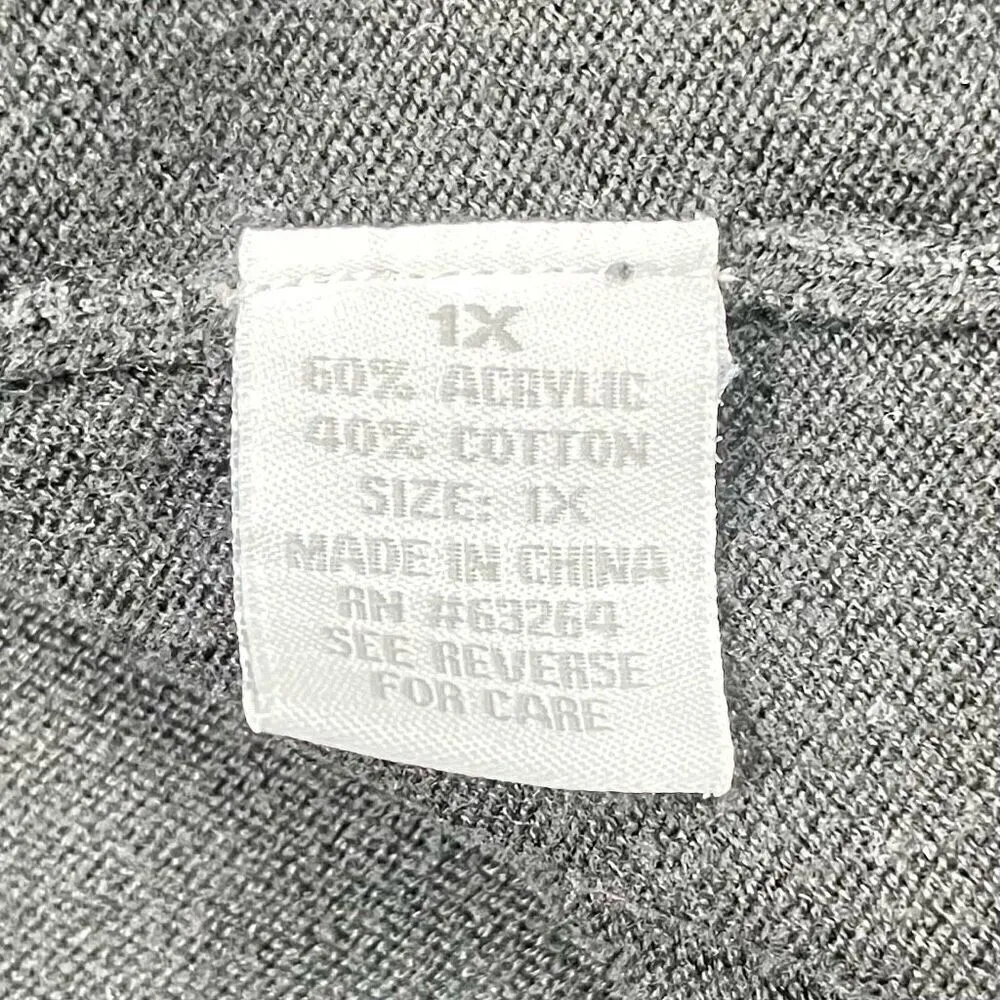 1X
60% ACRYLIC
40% COTTON
SIZE: 1X
MADE IN CHINA
RN #63264
SEE REVERSE
FOR CARE